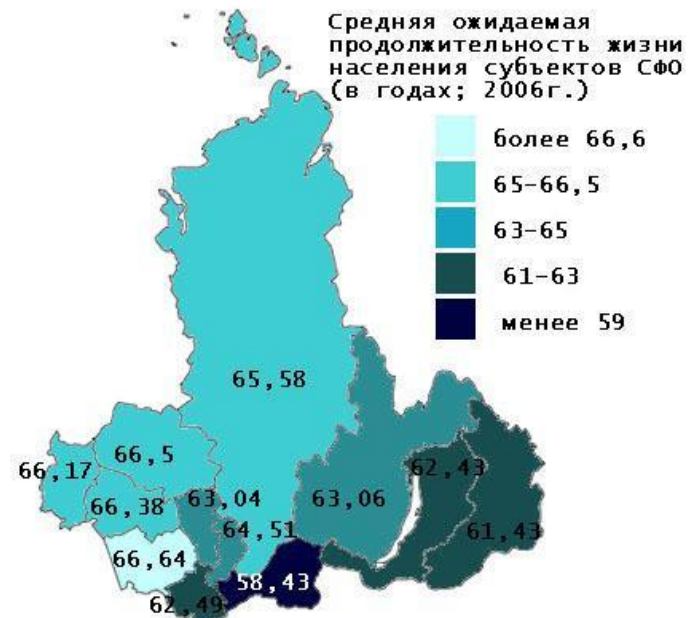 Средняя ожидаемая
продолжительность жизни
населения субъектов СФО
(в годах; 2006г.)
более 66,6
65-66,5
63-65
61-63
менее 59
65,58
66,5
66,17
62,43
66,38
63,04
63,06
64,51
61,43
66,64
58,43
62,49